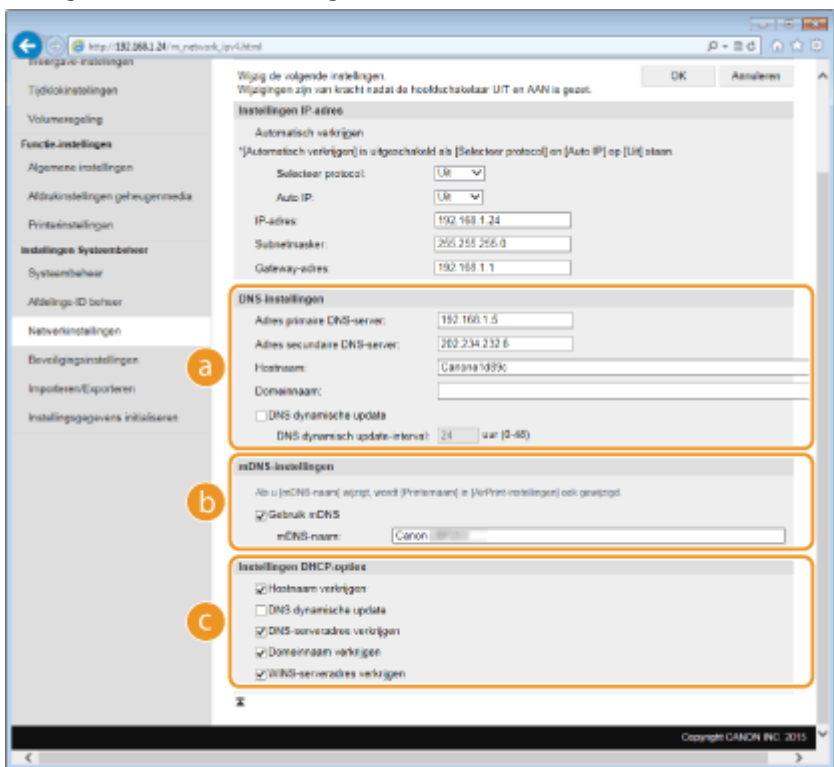 http://192.168.1.24/m_network_ipv4.html
Weergave-instellingen
Tijdklokinstellingen
Volumeregeling
Functie-instellingen
Algemene instellingen
Afdrukinstellingen geheugenmedia
Printerinstellingen
Instellingen Systeembeheer
Systeembeheer
Afdelings-ID beheer
Netwerkinstellingen
Beveiligingsinstellingen
Importeren/Exporteren
Instellingsgegevens initialiseren
Wijzig de volgende instellingen.
Wijzigingen zijn van kracht nadat de hoofdschakelaar UIT en AAN is gezet.
OK Annuleren
Instellingen IP-adres
Automatisch verkrijgen
*[Automatisch verkrijgen] is uitgeschakeld als [Selecteer protocol] en [Auto IP] op [Uit] staan.
Selecteer protocol: Uit
Auto IP: Uit
IP-adres: 192.168.1.24
Subnetmasker: 255.255.255.0
Gateway-adres: 192.168.1.1
a
DNS-instellingen
Adres primaire DNS-server: 192.168.1.5
Adres secundaire DNS-server: 202.234.232.6
Hostnaam: Canona1d89c
Domeinnaam:
DNS dynamische update
DNS dynamisch update-interval: 24 uur (0-48)
b
mDNS-instellingen
Als u [mDNS-naam] wijzigt, wordt [Printernaam] in [AirPrint-instellingen] ook gewijzigd.
Gebruik mDNS
mDNS-naam: Canon
c
Instellingen DHCP-opties
Hostnaam verkrijgen
DNS dynamische update
DNS-serveradres verkrijgen
Domeinnaam verkrijgen
WINS-serveradres verkrijgen
Copyright CANON INC. 2015